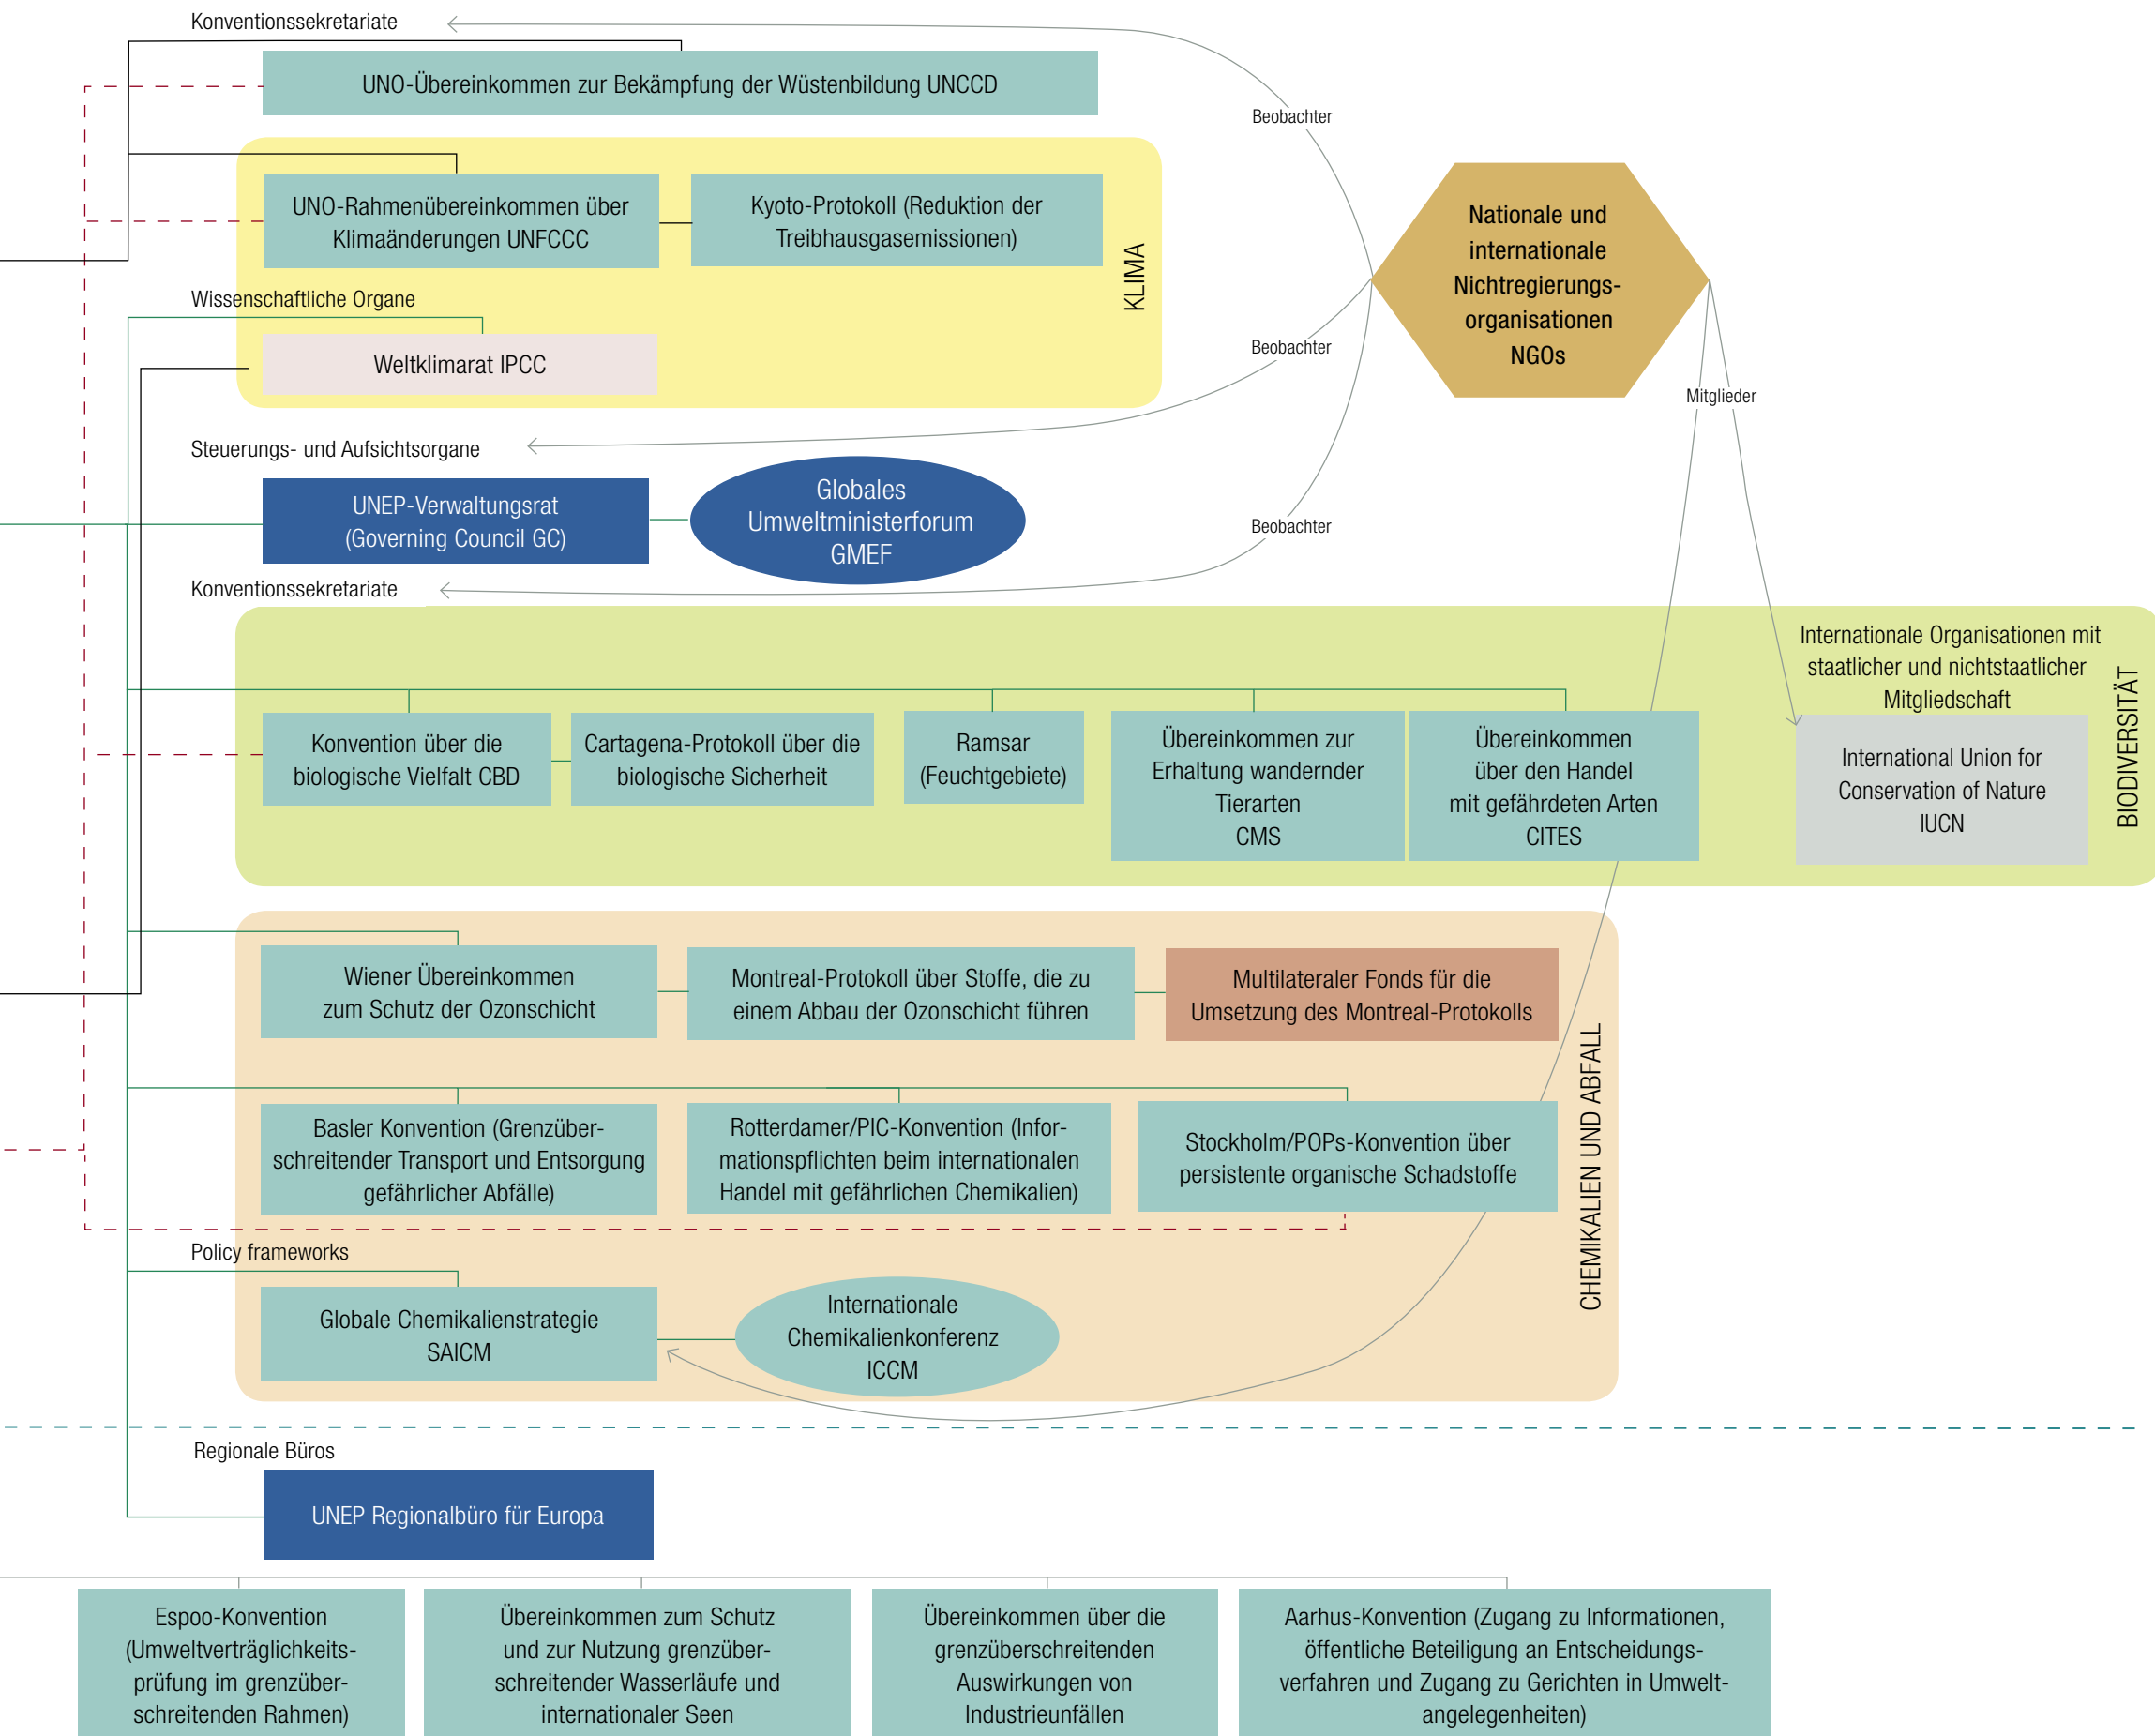 Konventionssekretariate
UNO-Übereinkommen zur Bekämpfung der Wüstenbildung UNCCD
Beobachter
UNO-Rahmenübereinkommen über
Klimaänderungen UNFCCC
Kyoto-Protokoll (Reduktion der
Treibhausgasemissionen)
KLIMA
Nationale und
internationale
Nichtregierungs-
organisationen
NGOs
Wissenschaftliche Organe
Weltklimarat IPCC
Beobachter
Mitglieder
Steuerungs- und Aufsichtsorgane
UNEP-Verwaltungsrat
(Governing Council GC)
Globales
Umweltministerforum
GMEF
Beobachter
Konventionssekretariate
Internationale Organisationen mit
staatlicher und nichtstaatlicher
Mitgliedschaft
BIODIVERSITÄT
Konvention über die
biologische Vielfalt CBD
Cartagena-Protokoll über die
biologische Sicherheit
Ramsar
(Feuchtgebiete)
Übereinkommen zur
Erhaltung wandernder
Tierarten
CMS
Übereinkommen
über den Handel
mit gefährdeten Arten
CITES
International Union for
Conservation of Nature
IUCN
Wiener Übereinkommen
zum Schutz der Ozonschicht
Montreal-Protokoll über Stoffe, die zu
einem Abbau der Ozonschicht führen
Multilateraler Fonds für die
Umsetzung des Montreal-Protokolls
CHEMIKALIEN UND ABFALL
Basler Konvention (Grenzüber-
schreitender Transport und Entsorgung
gefährlicher Abfälle)
Rotterdamer/PIC-Konvention (Infor-
mationspflichten beim internationalen
Handel mit gefährlichen Chemikalien)
Stockholm/POPs-Konvention über
persistente organische Schadstoffe
Policy frameworks
Globale Chemikalienstrategie
SAICM
Internationale
Chemikalienkonferenz
ICCM
Regionale Büros
UNEP Regionalbüro für Europa
Espoo-Konvention
(Umweltverträglichkeits-
prüfung im grenzüber-
schreitenden Rahmen)
Übereinkommen zum Schutz
und zur Nutzung grenzüber-
schreitender Wasserläufe und
internationaler Seen
Übereinkommen über die
grenzüberschreitenden
Auswirkungen von
Industrieunfällen
Aarhus-Konvention (Zugang zu Informationen,
öffentliche Beteiligung an Entscheidungs-
verfahren und Zugang zu Gerichten in Umwelt-
angelegenheiten)